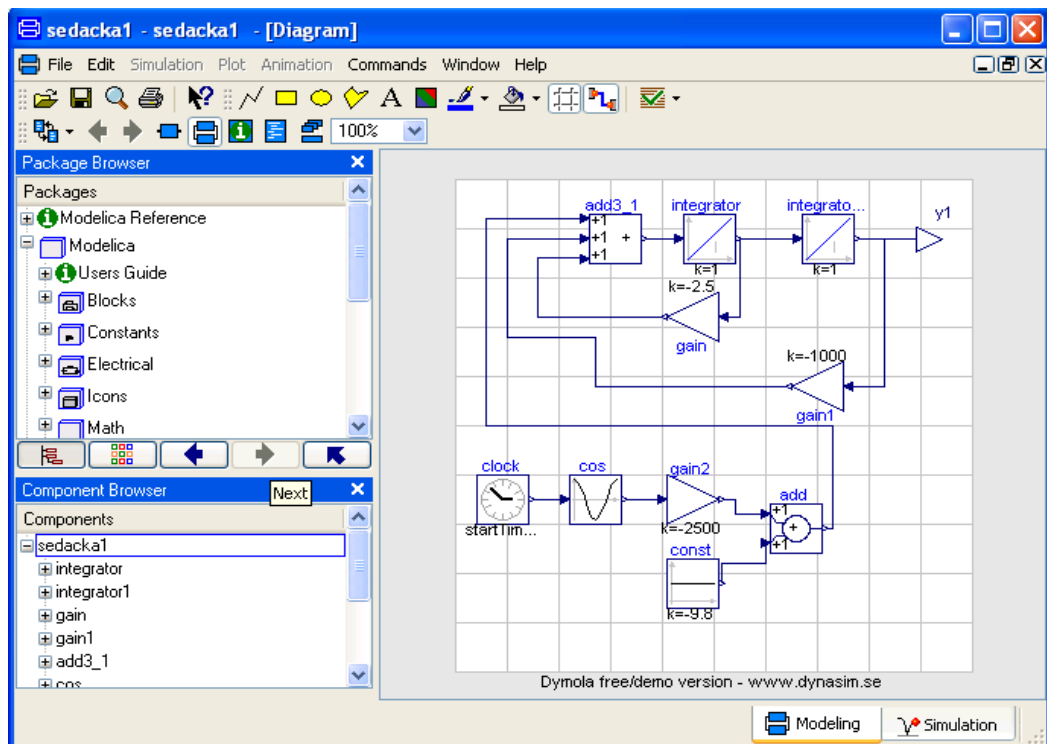 sedacka1 - sedacka1 - [Diagram]
File Edit Simulation Plot Animation Commands Window Help
A
100%
Package Browser
Packages
Modelica Reference
Modelica
Users Guide
Blocks
Constants
Electrical
Icons
Math
Next
Component Browser
Components
sedacka1
integrator
integrator1
gain
gain1
add3_1
cos
add3_1
integrator
integrato...
y1
+1
+1
+
+1
k=1
k=1
k=-2.5
gain
k=-1000
gain1
clock
cos
gain2
add
startTim...
k=-2500
+1
+
+1
const
k=-9.8
Dymola free/demo version - www.dynasim.se
Modeling
Simulation